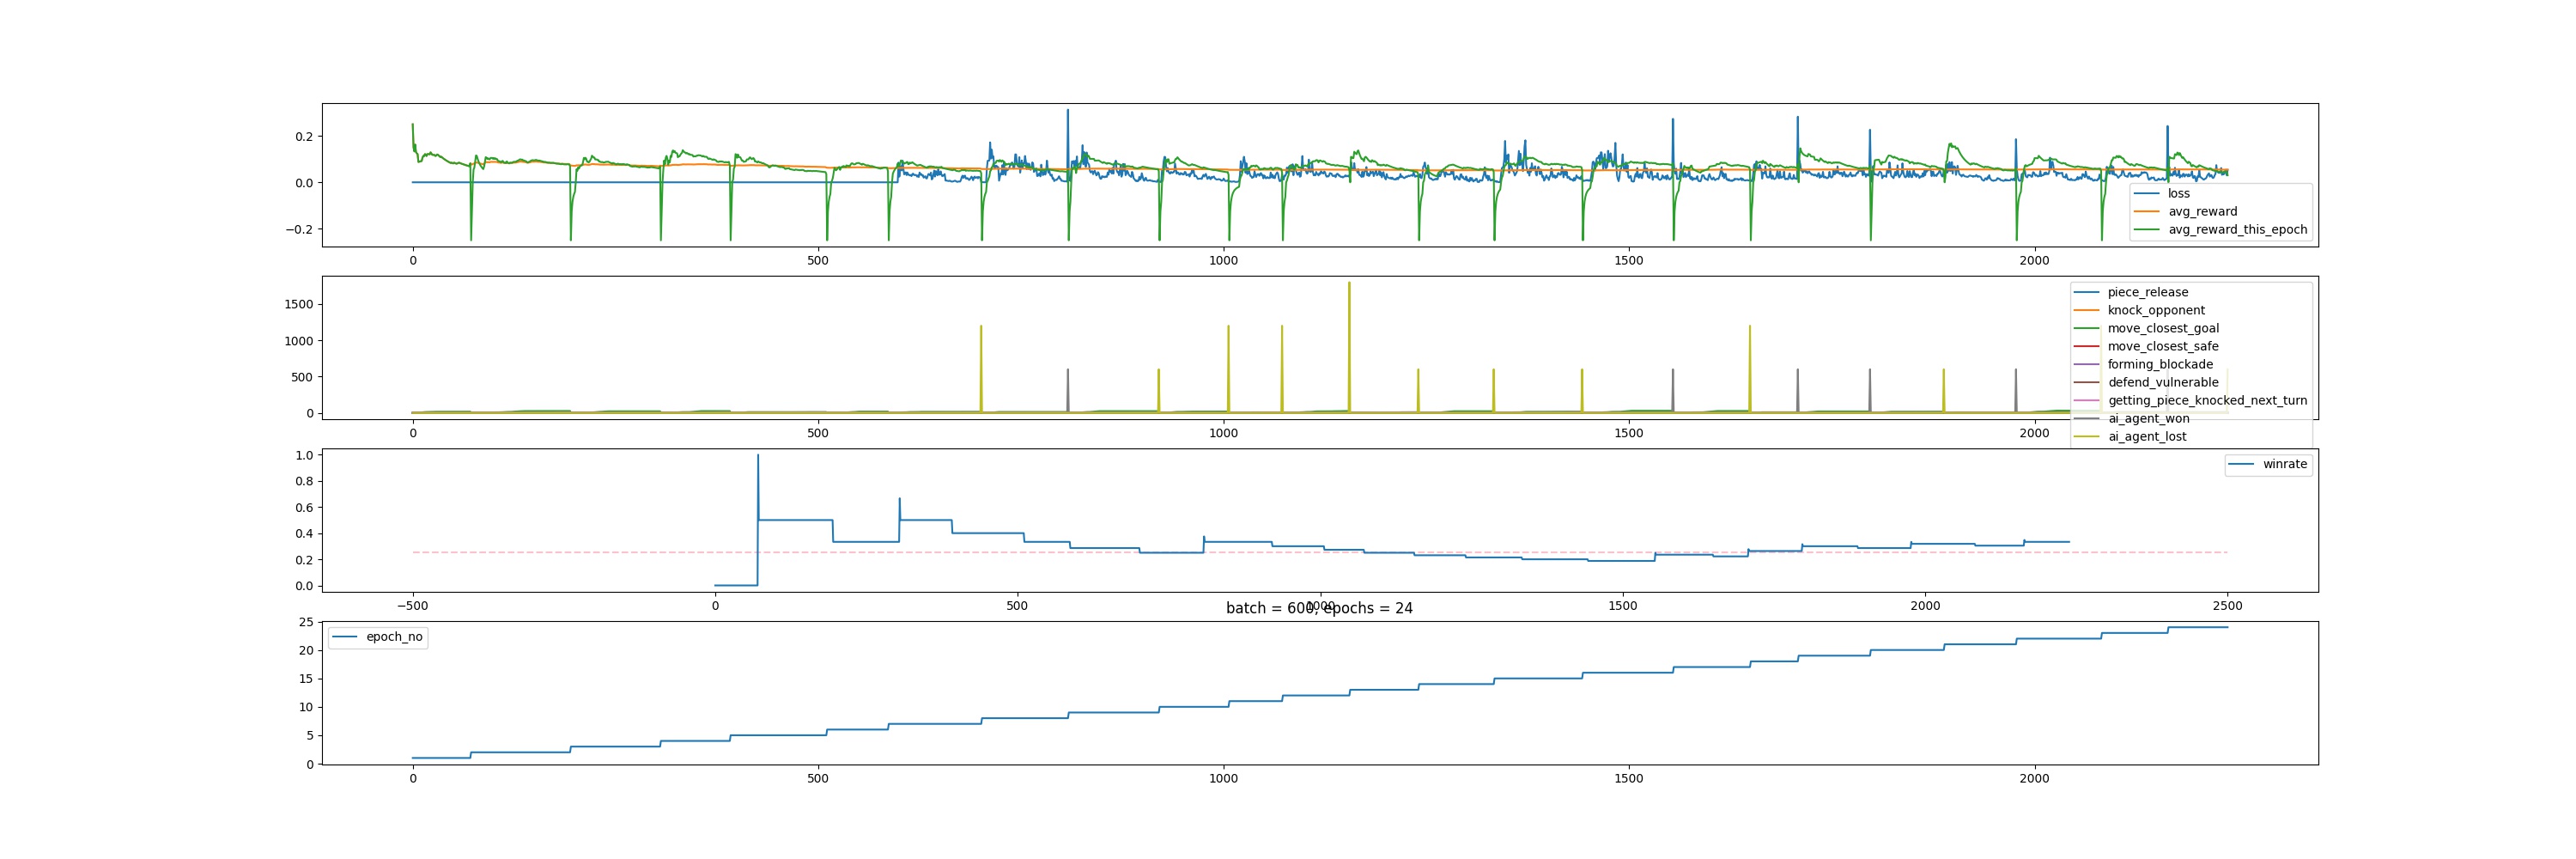 0.2
0.0
−0.2
loss
avg_reward
avg_reward_this_epoch
0 500 1000 1500 2000
1500
1000
500
0
piece_release
knock_opponent
move_closest_goal
move_closest_safe
forming_blockade
defend_vulnerable
getting_piece_knocked_next_turn
ai_agent_won
ai_agent_lost
0 500 1000 1500 2000
1.0
0.8
0.6
0.4
0.2
0.0
winrate
−500 0 500 1000 1500 2000 2500
batch = 600, epochs = 24
25
20
15
10
5
0
epoch_no
0 500 1000 1500 2000